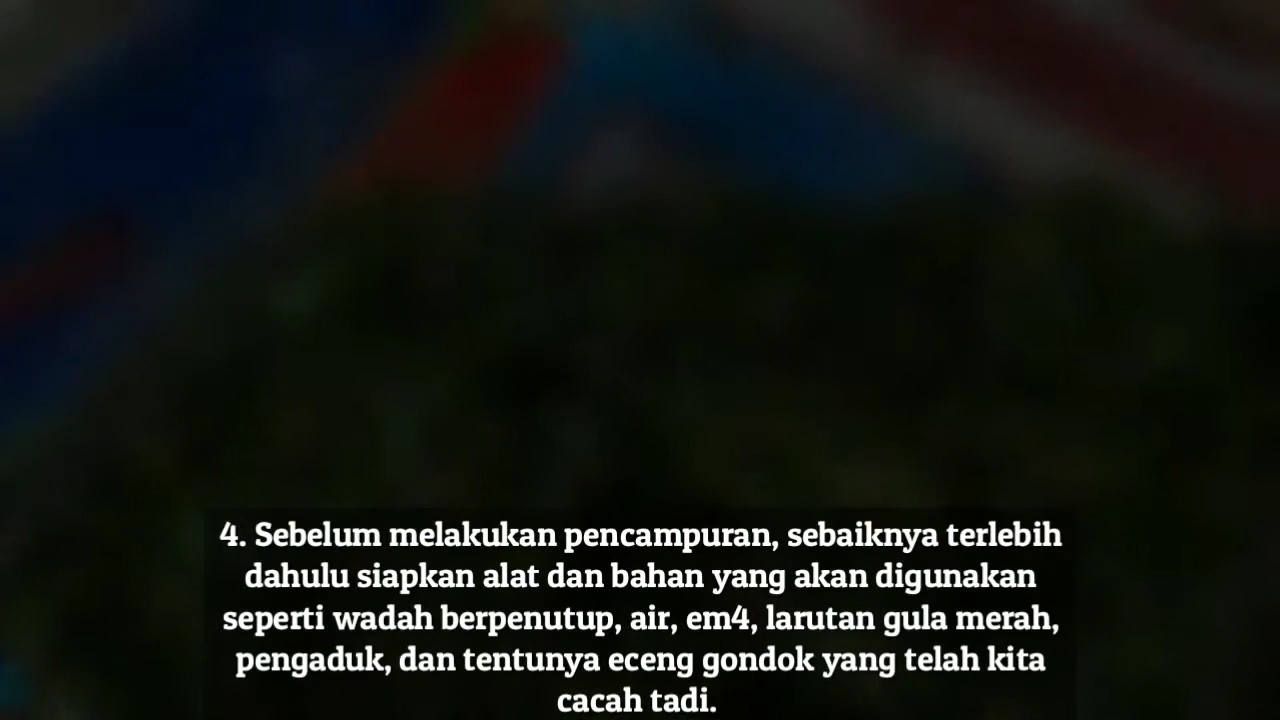 4. Sebelum melakukan pencampuran, sebaiknya terlebih
dahulu siapkan alat dan bahan yang akan digunakan
seperti wadah berpenutup, air, em4, larutan gula merah,
pengaduk, dan tentunya eceng gondok yang telah kita
cacah tadi.